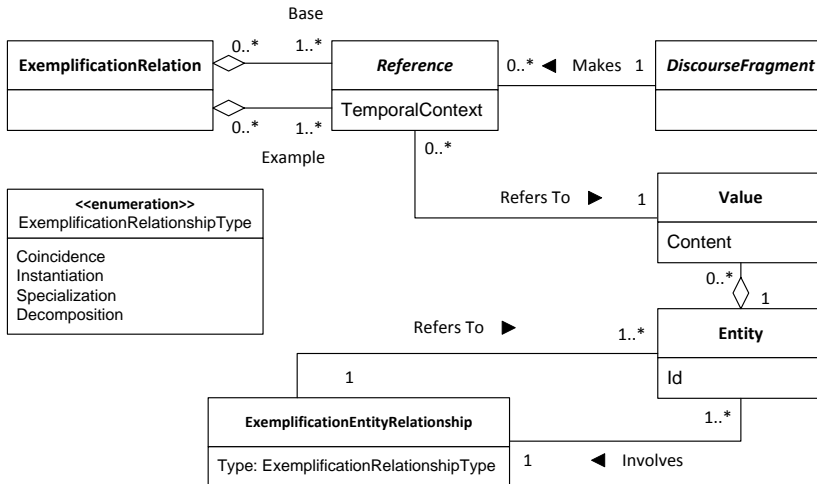 Base
0..*
1..*
ExemplificationRelation
Reference
0..* ◄ Makes 1
DiscourseFragment
TemporalContext
0..*
1..*
Example
0..*
<<enumeration>>
ExemplificationRelationshipType
Coincidence
Instantiation
Specialization
Decomposition
Refers To ► 1
Value
Content
0..*
1
Refers To ► 1..*
Entity
Id
1
1..*
ExemplificationEntityRelationship
Type: ExemplificationRelationshipType
1 ◄ Involves